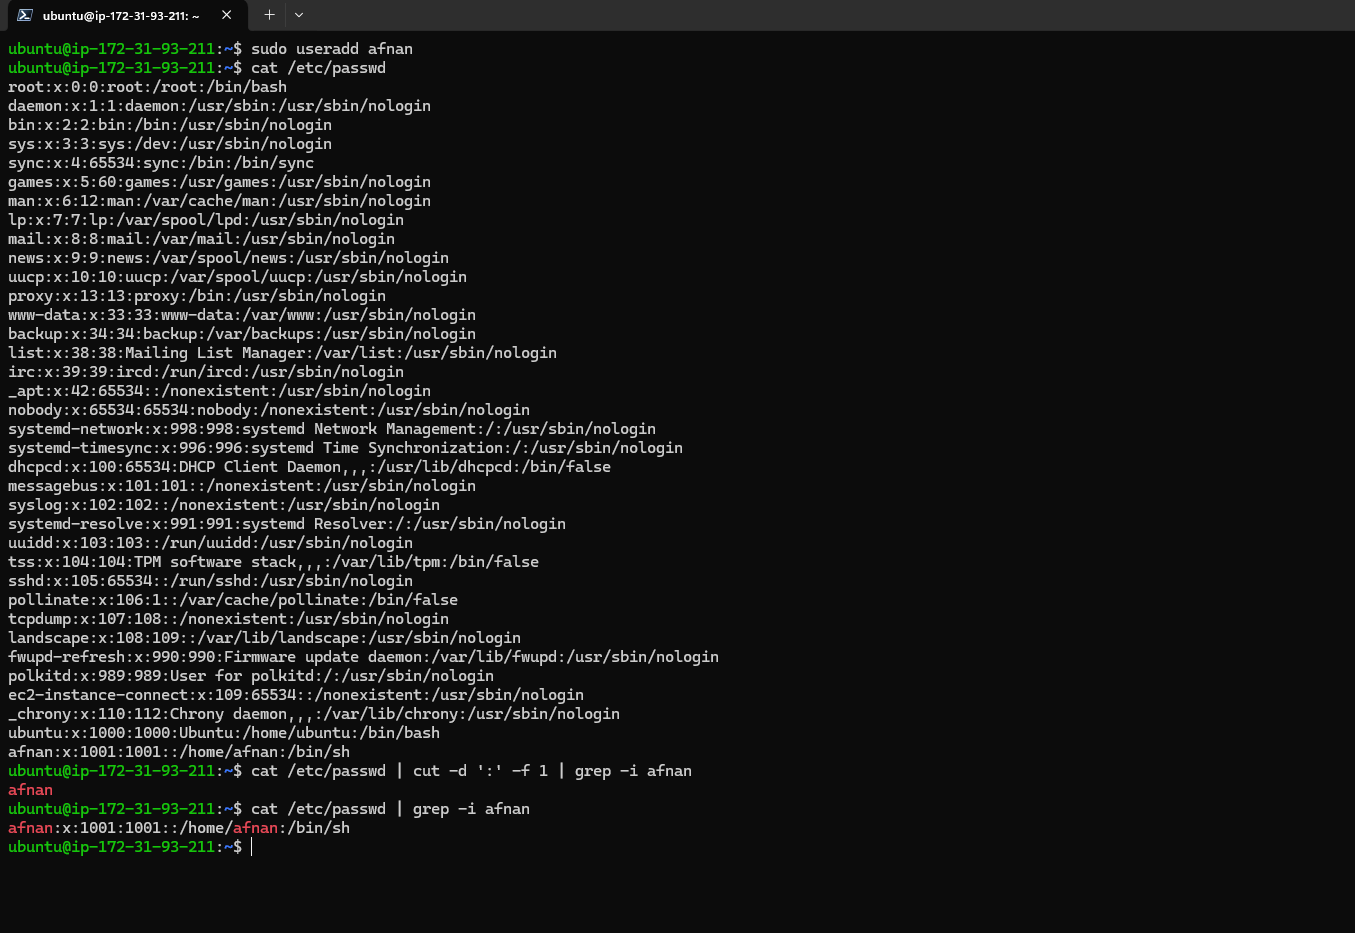 ubuntu@ip-172-31-93-211: ~
ubuntu@ip-172-31-93-211:~$ sudo useradd afnan
ubuntu@ip-172-31-93-211:~$ cat /etc/passwd
root:x:0:0:root:/root:/bin/bash
daemon:x:1:1:daemon:/usr/sbin:/usr/sbin/nologin
bin:x:2:2:bin:/bin:/usr/sbin/nologin
sys:x:3:3:sys:/dev:/usr/sbin/nologin
sync:x:4:65534:sync:/bin:/bin/sync
games:x:5:60:games:/usr/games:/usr/sbin/nologin
man:x:6:12:man:/var/cache/man:/usr/sbin/nologin
lp:x:7:7:lp:/var/spool/lpd:/usr/sbin/nologin
mail:x:8:8:mail:/var/mail:/usr/sbin/nologin
news:x:9:9:news:/var/spool/news:/usr/sbin/nologin
uucp:x:10:10:uucp:/var/spool/uucp:/usr/sbin/nologin
proxy:x:13:13:proxy:/bin:/usr/sbin/nologin
www-data:x:33:33:www-data:/var/www:/usr/sbin/nologin
backup:x:34:34:backup:/var/backups:/usr/sbin/nologin
list:x:38:38:Mailing List Manager:/var/list:/usr/sbin/nologin
irc:x:39:39:ircd:/run/ircd:/usr/sbin/nologin
_apt:x:42:65534::/nonexistent:/usr/sbin/nologin
nobody:x:65534:65534:nobody:/nonexistent:/usr/sbin/nologin
systemd-network:x:998:998:systemd Network Management:/:/usr/sbin/nologin
systemd-timesync:x:996:996:systemd Time Synchronization:/:/usr/sbin/nologin
dhcpcd:x:100:65534:DHCP Client Daemon,,,:/usr/lib/dhcpcd:/bin/false
messagebus:x:101:101::/nonexistent:/usr/sbin/nologin
syslog:x:102:102::/nonexistent:/usr/sbin/nologin
systemd-resolve:x:991:991:systemd Resolver:/:/usr/sbin/nologin
uuidd:x:103:103::/run/uuidd:/usr/sbin/nologin
tss:x:104:104:TPM software stack,,,:/var/lib/tpm:/bin/false
sshd:x:105:65534::/run/sshd:/usr/sbin/nologin
pollinate:x:106:1::/var/cache/pollinate:/bin/false
tcpdump:x:107:108::/nonexistent:/usr/sbin/nologin
landscape:x:108:109::/var/lib/landscape:/usr/sbin/nologin
fwupd-refresh:x:990:990:Firmware update daemon:/var/lib/fwupd:/usr/sbin/nologin
polkitd:x:989:989:User for polkitd:/:/usr/sbin/nologin
ec2-instance-connect:x:109:65534::/nonexistent:/usr/sbin/nologin
_chrony:x:110:112:Chrony daemon,,,:/var/lib/chrony:/usr/sbin/nologin
ubuntu:x:1000:1000:Ubuntu:/home/ubuntu:/bin/bash
afnan:x:1001:1001::/home/afnan:/bin/sh
ubuntu@ip-172-31-93-211:~$ cat /etc/passwd | cut -d ':' -f 1 | grep -i afnan
afnan
ubuntu@ip-172-31-93-211:~$ cat /etc/passwd | grep -i afnan
afnan:x:1001:1001::/home/afnan:/bin/sh
ubuntu@ip-172-31-93-211:~$